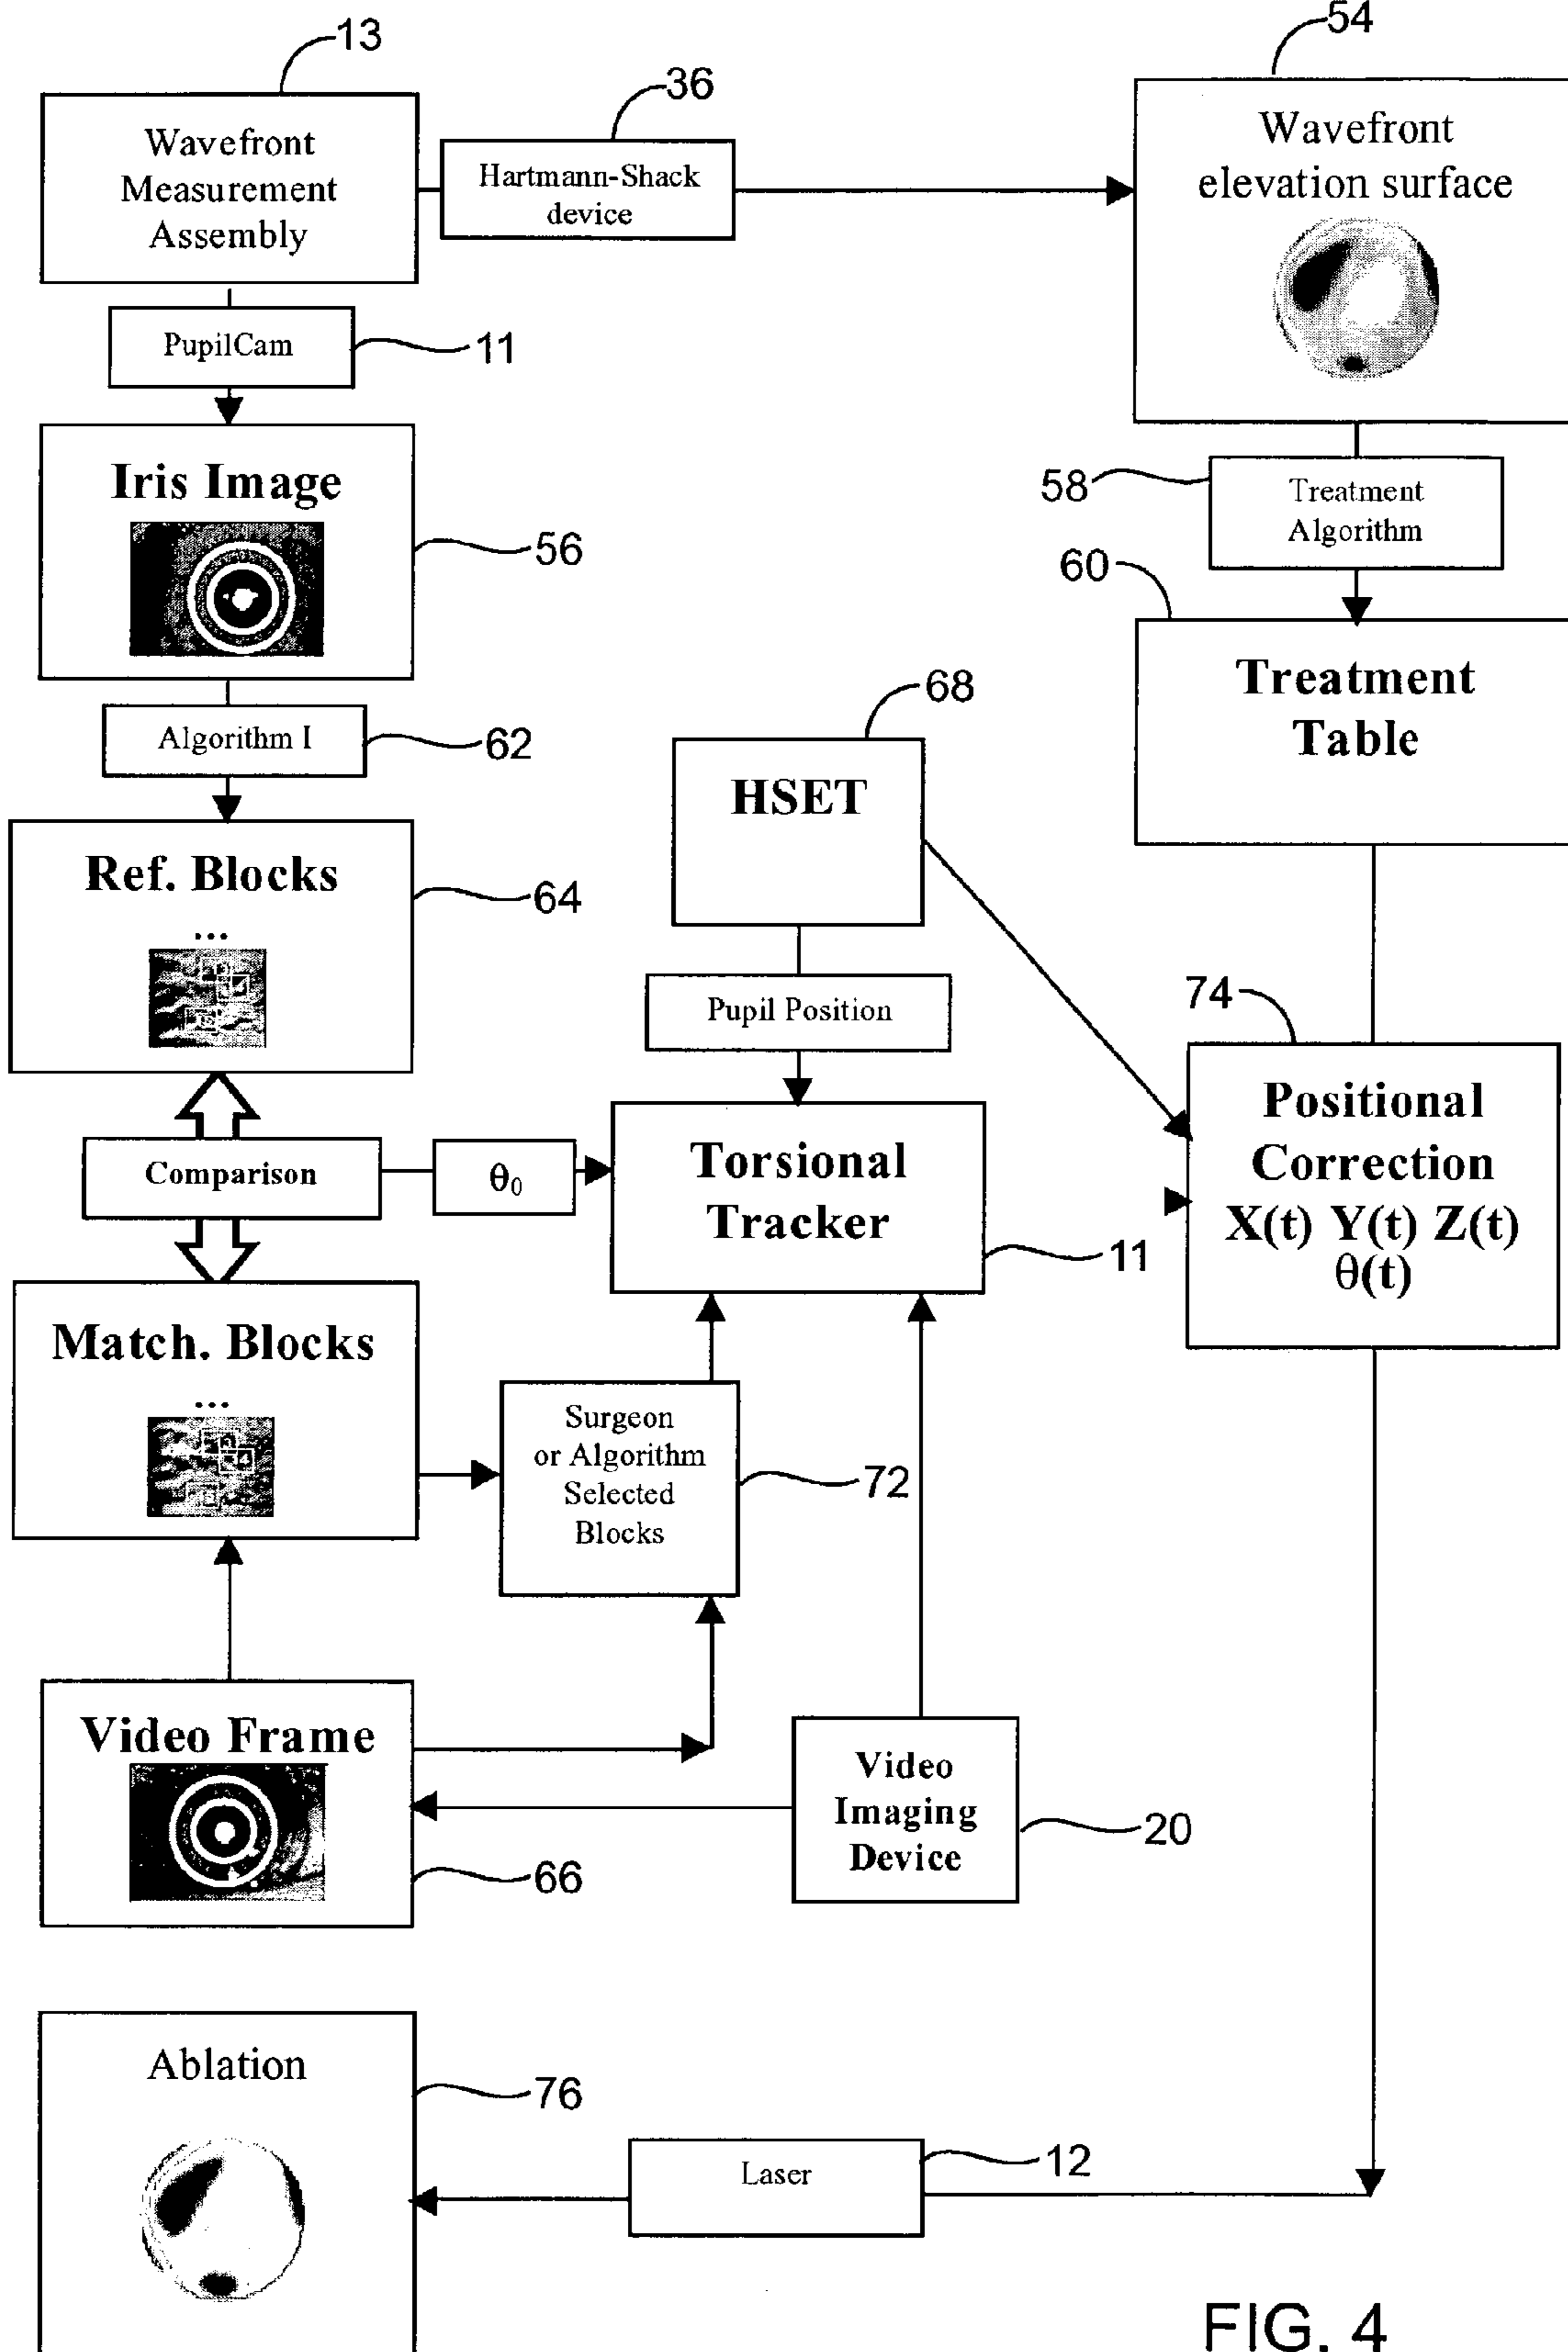 13
Wavefront
Measurement
Assembly
36
Hartmann-Shack
device
54
Wavefront
elevation surface
PupilCam
11
Iris Image
56
58
Treatment
Algorithm
60
Treatment
Table
Algorithm I
62
68
HSET
Ref. Blocks
...
64
Pupil Position
74
Positional
Correction
X(t) Y(t) Z(t)
θ(t)
Comparison
θ0
Torsional
Tracker
11
Match. Blocks
...
3
4
Surgeon
or Algorithm
Selected
Blocks
72
Video Frame
66
Video
Imaging
Device
20
Ablation
76
Laser
12
FIG. 4